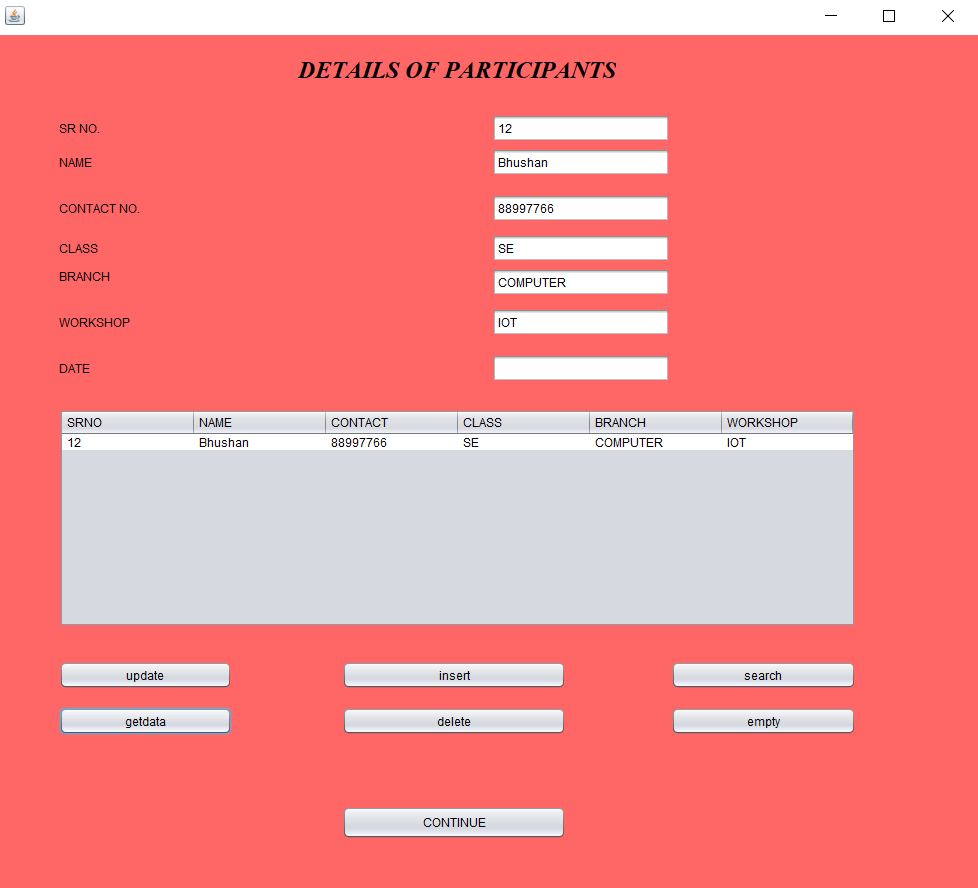 DETAILS OF PARTICIPANTS
SR NO. 12
NAME Bhushan
CONTACT NO. 88997766
CLASS SE
BRANCH COMPUTER
WORKSHOP IOT
DATE
SRNO NAME CONTACT CLASS BRANCH WORKSHOP
12 Bhushan 88997766 SE COMPUTER IOT
update insert search
getdata delete empty
CONTINUE